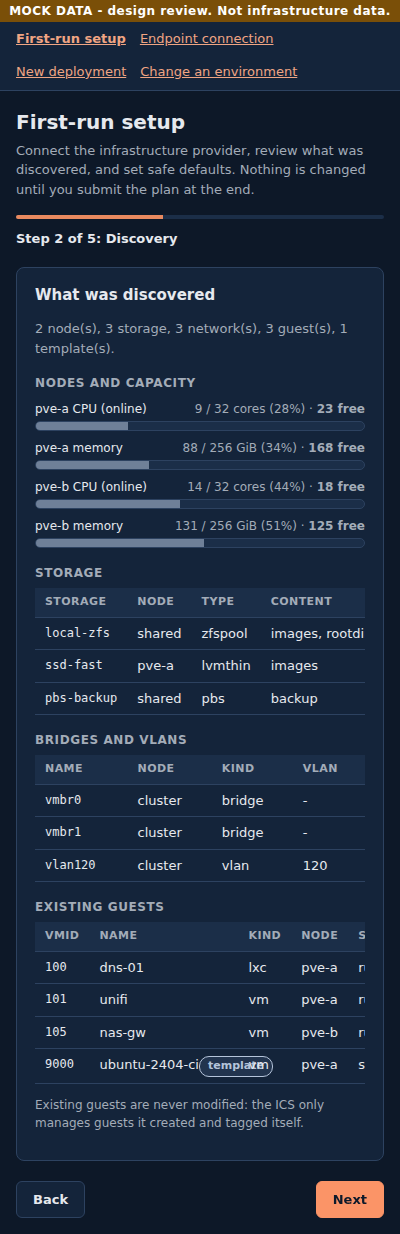 MOCK DATA - design review. Not infrastructure data.
First-run setup Endpoint connection
New deployment Change an environment
First-run setup
Connect the infrastructure provider, review what was
discovered, and set safe defaults. Nothing is changed
until you submit the plan at the end.
Step 2 of 5: Discovery
What was discovered
2 node(s), 3 storage, 3 network(s), 3 guest(s), 1
template(s).
NODES AND CAPACITY
pve-a CPU (online) 9 / 32 cores (28%) · 23 free
pve-a memory 88 / 256 GiB (34%) · 168 free
pve-b CPU (online) 14 / 32 cores (44%) · 18 free
pve-b memory 131 / 256 GiB (51%) · 125 free
STORAGE
STORAGE NODE TYPE CONTENT
local-zfs shared zfspool images, rootdi
ssd-fast pve-a lvmthin images
pbs-backup shared pbs backup
BRIDGES AND VLANS
NAME NODE KIND VLAN
vmbr0 cluster bridge -
vmbr1 cluster bridge -
vlan120 cluster vlan 120
EXISTING GUESTS
VMID NAME KIND NODE S
100 dns-01 lxc pve-a ru
101 unifi vm pve-a ru
105 nas-gw vm pve-b ru
9000 ubuntu-2404-ci template vm pve-a s
Existing guests are never modified: the ICS only
manages guests it created and tagged itself.
Back Next